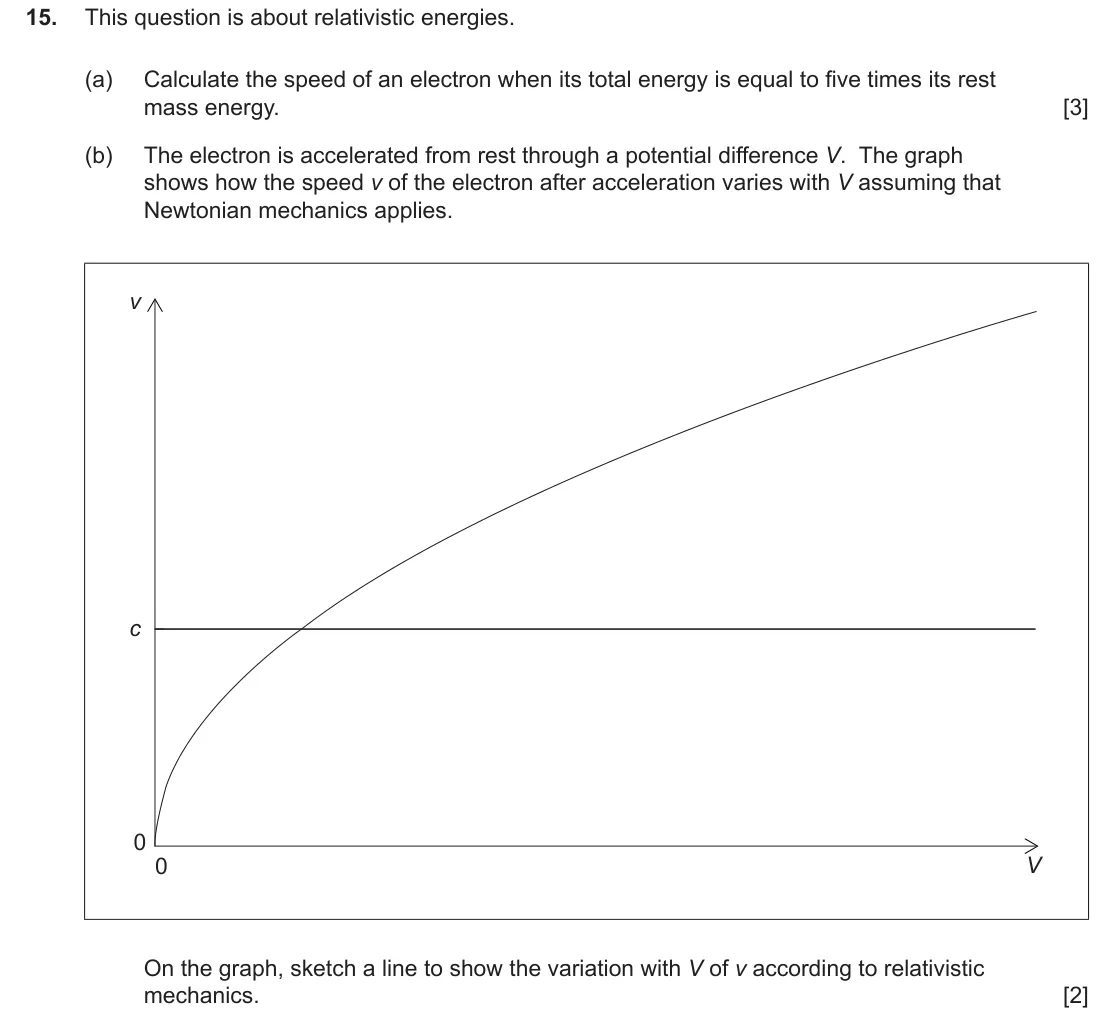 15. This question is about relativistic energies.
(a) Calculate the speed of an electron when its total energy is equal to five times its rest
mass energy. [3]
(b) The electron is accelerated from rest through a potential difference V. The graph
shows how the speed v of the electron after acceleration varies with V assuming that
Newtonian mechanics applies.
v
c
0
0
V
On the graph, sketch a line to show the variation with V of v according to relativistic
mechanics. [2]